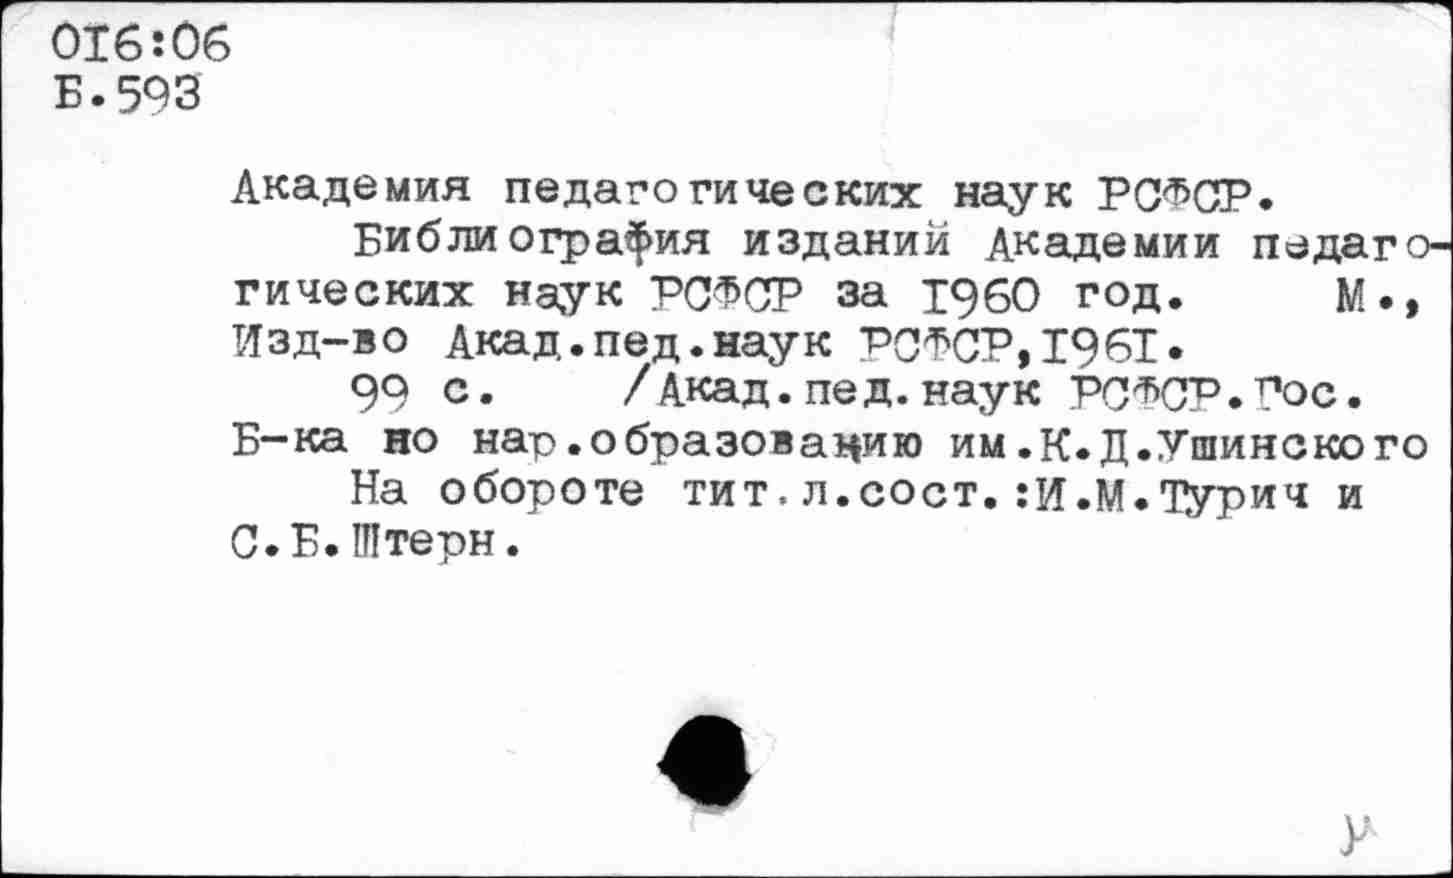 016:06
Б.593
Академия педагогических наук РСФСР.
Библиография изданий Академии педаго-
гических наук РСФСР за 1960 год. М.,
Изд-во Акад.пед.наук РСФСР,1961.
99 с. /Акад.пед.наук РСФСР.Гос.
Б-ка но нар.образованию им.К.Д.Ушинского
На обороте тит.л.сост.:И.М.Турич и
С.Б.Штерн.